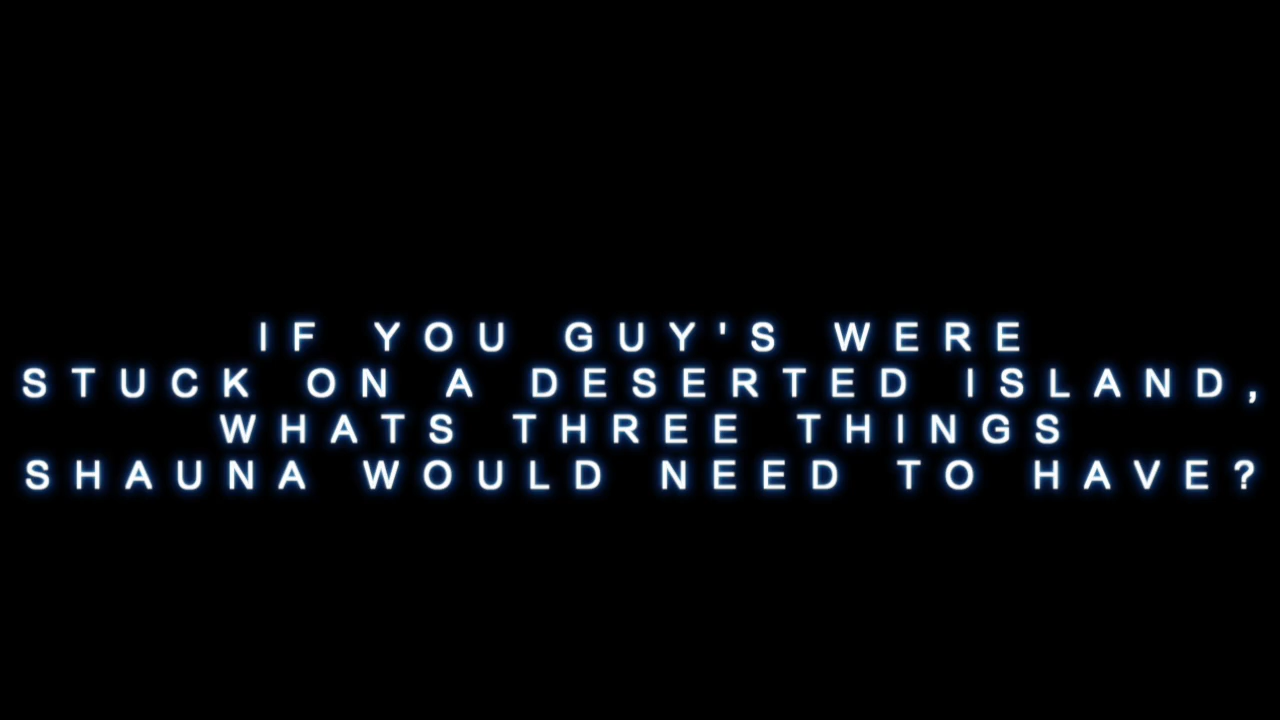 IF YOU GUY'S WERE
STUCK ON A DESERTED ISLAND,
WHATS THREE THINGS
SHAUNA WOULD NEED TO HAVE?